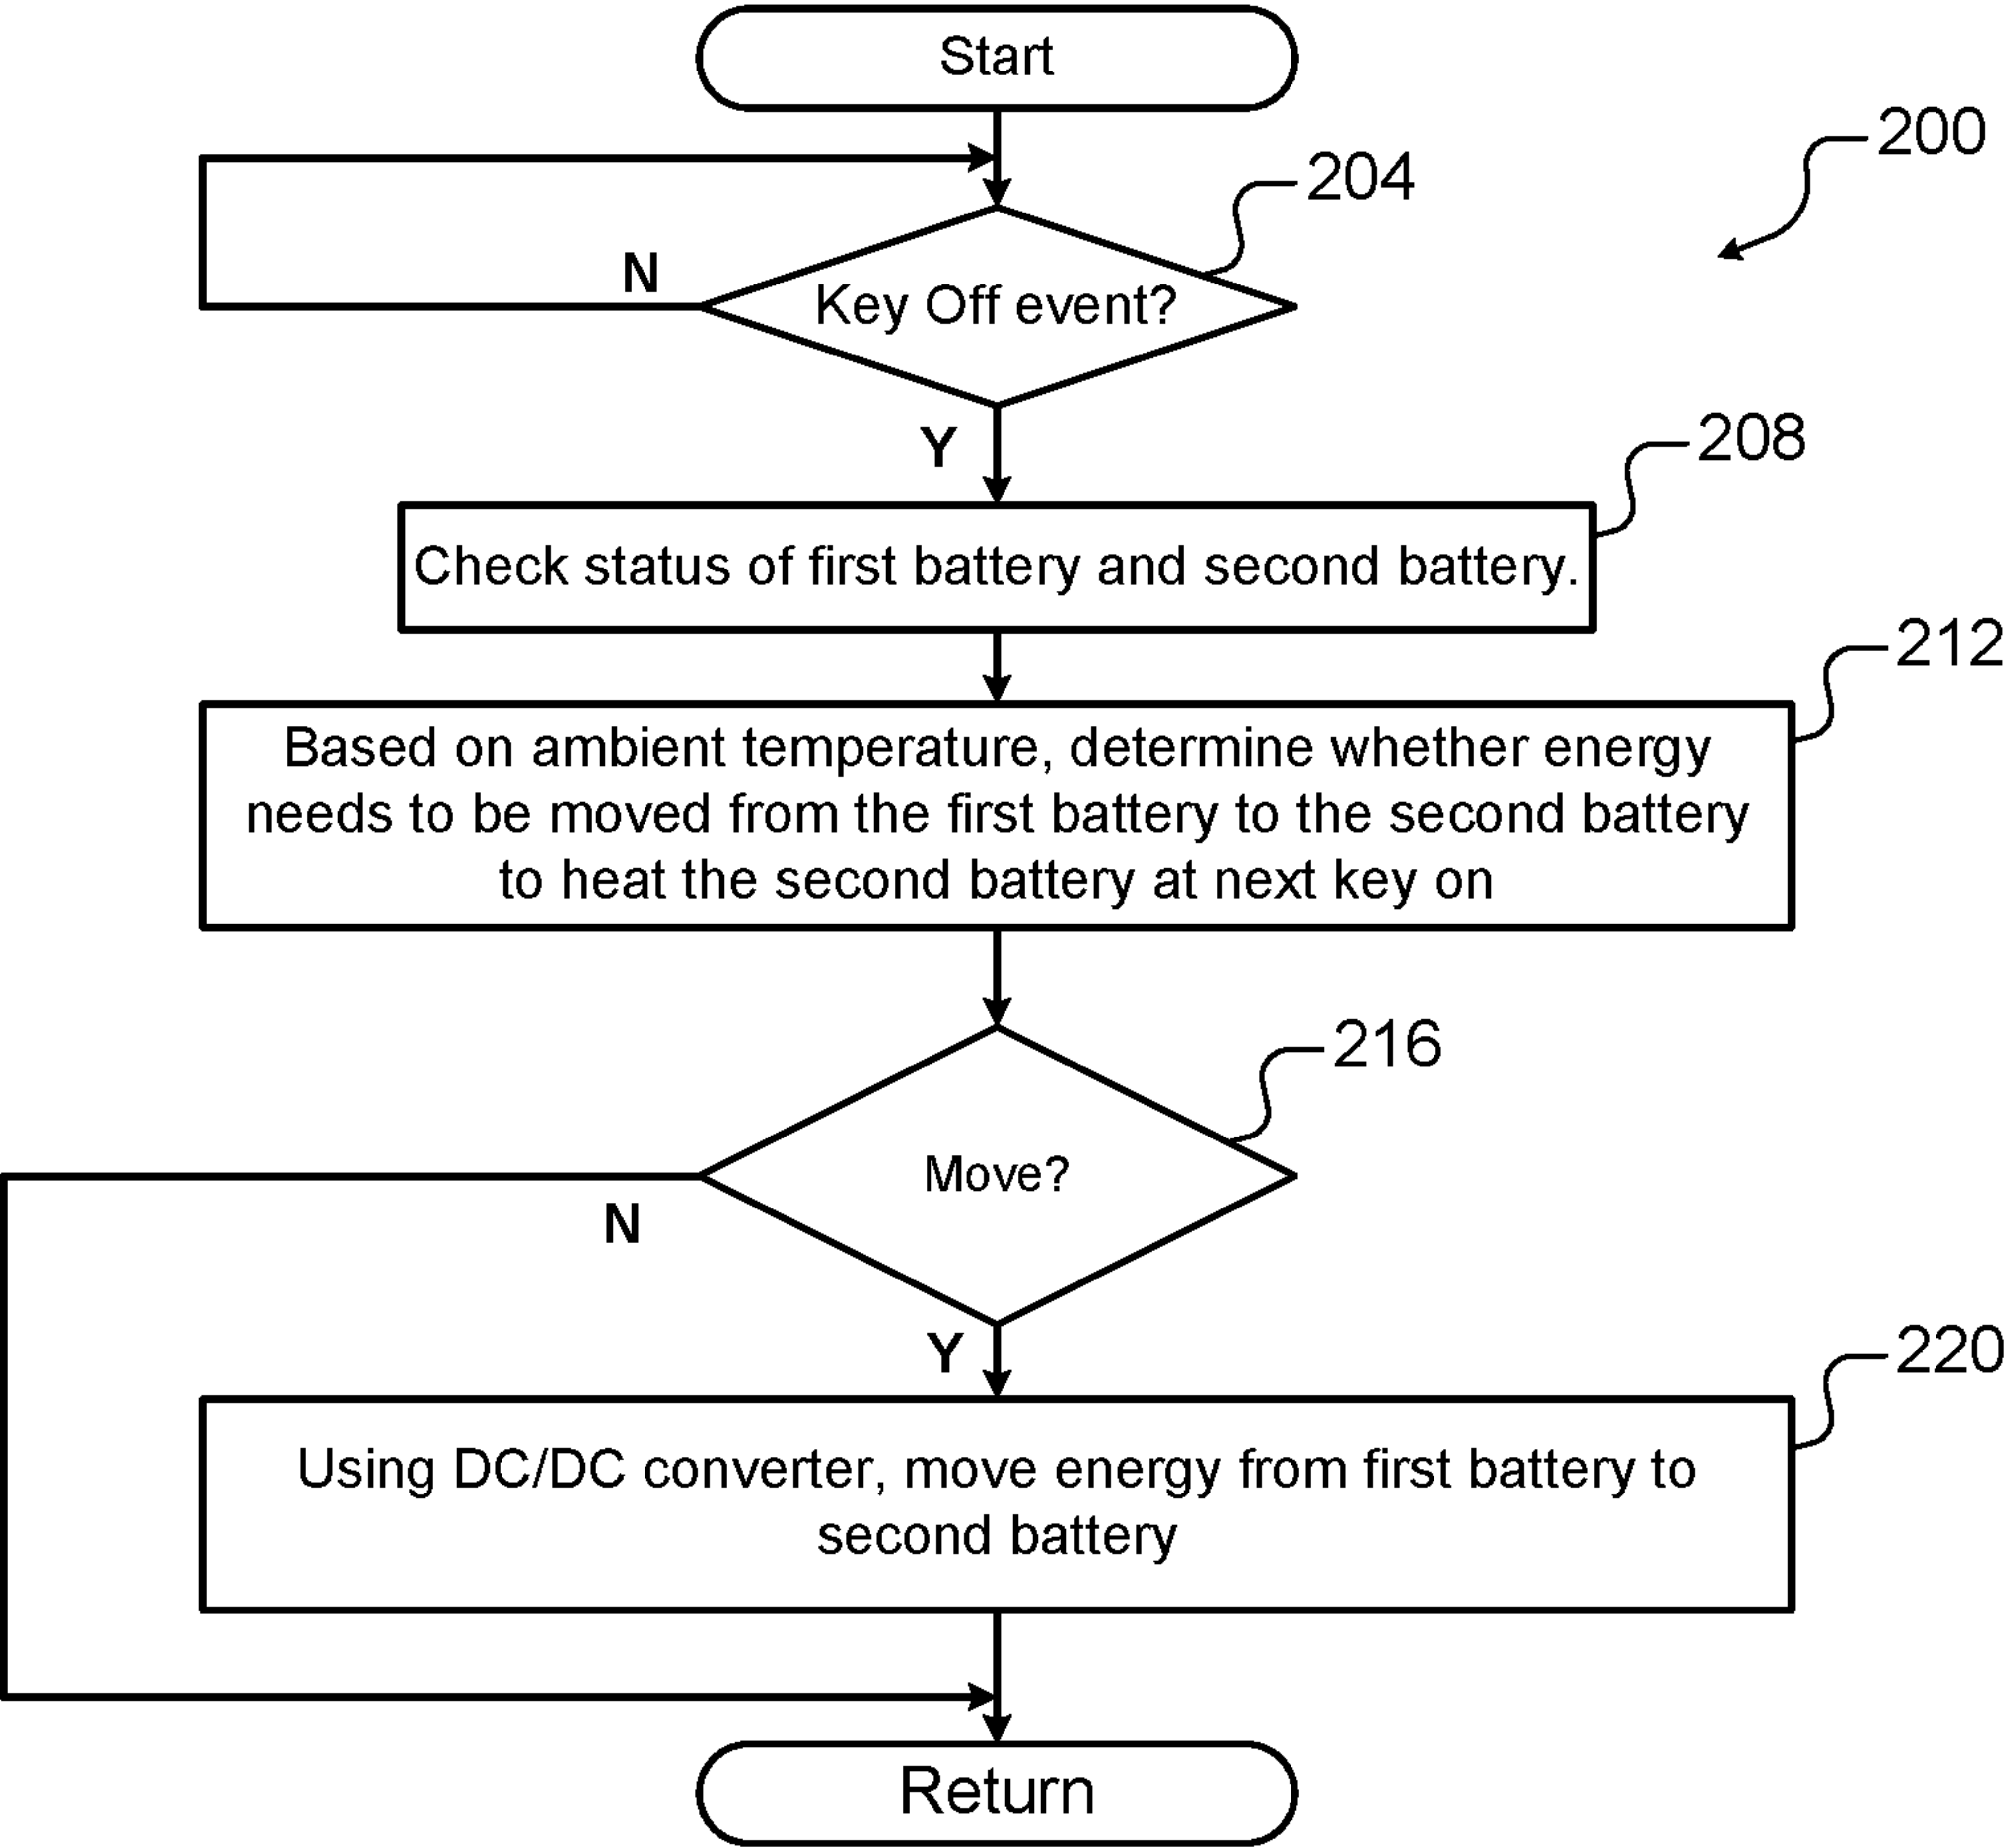 Start
200
204
N
Key Off event?
Y
208
Check status of first battery and second battery.
212
Based on ambient temperature, determine whether energy
needs to be moved from the first battery to the second battery
to heat the second battery at next key on
216
Move?
N
Y
220
Using DC/DC converter, move energy from first battery to
second battery
Return